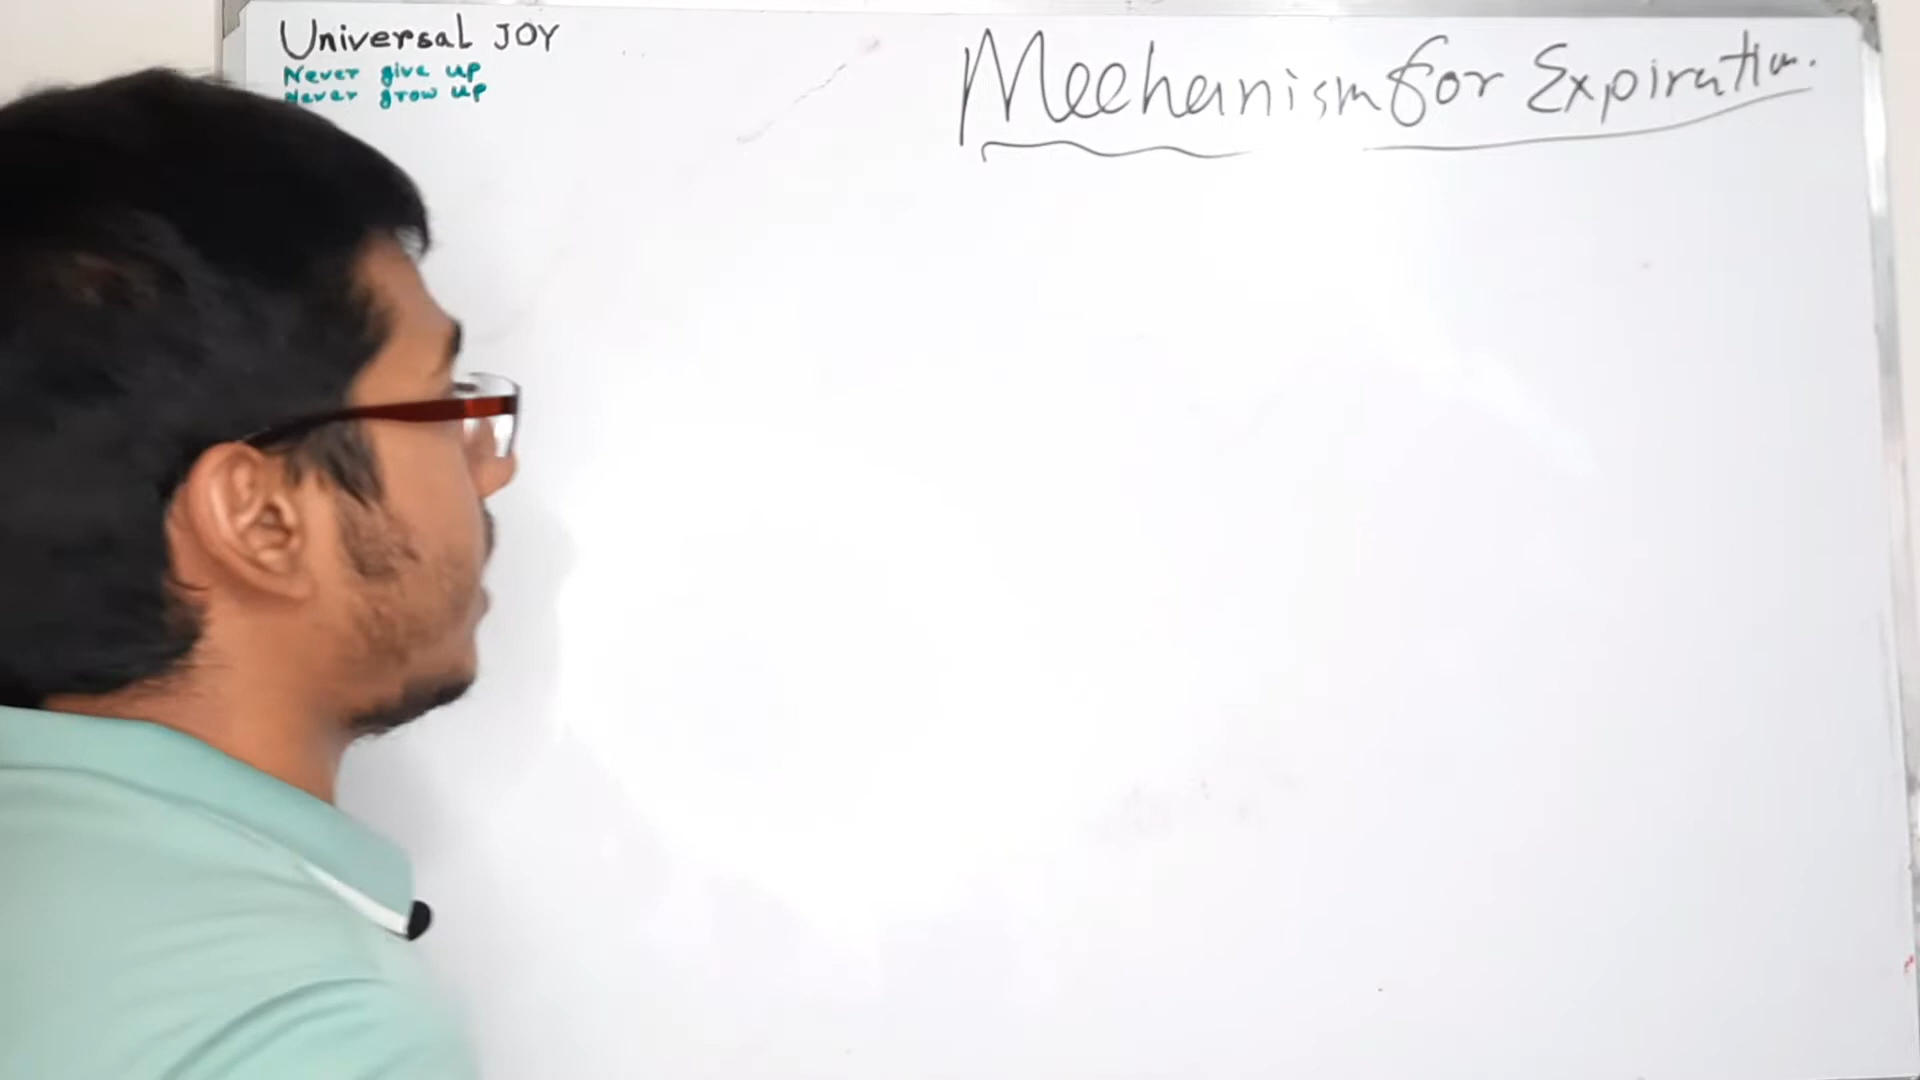 Universal JOY
Never give up
Never grow up
Mechanism for Expiration.